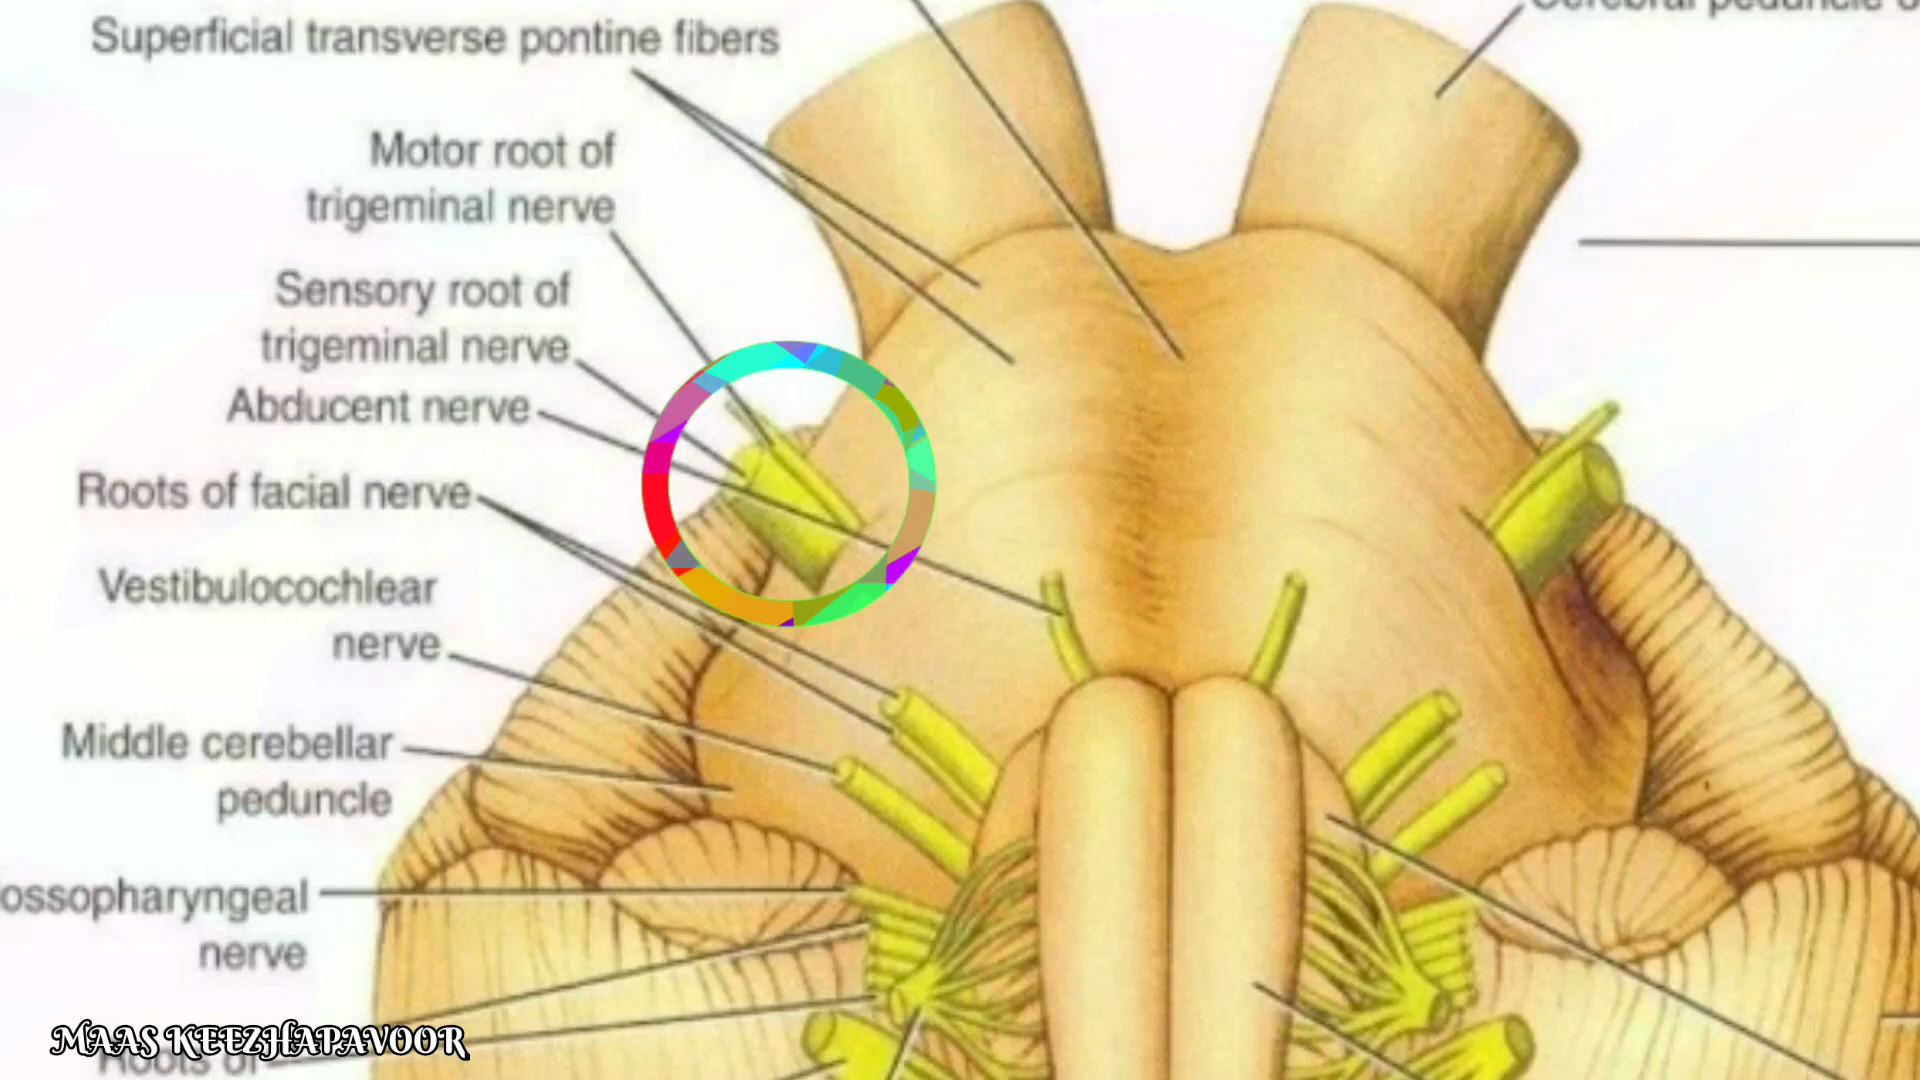 Superficial transverse pontine fibers
Cerebral peduncle
Motor root of
trigeminal nerve
Sensory root of
trigeminal nerve
Abducent nerve
Roots of facial nerve
Vestibulocochlear
nerve
Middle cerebellar
peduncle
ossopharyngeal
nerve
Roots of
MAAS KEEZHAPAVOOR